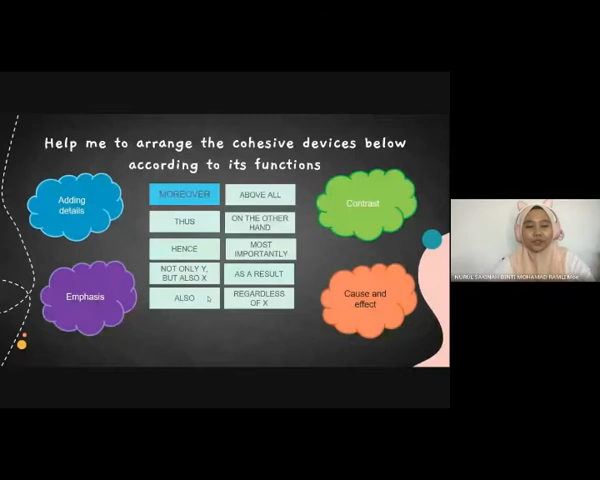 Help me to arrange the cohesive devices below
according to its functions
Adding
details
MOREOVER
ABOVE ALL
Contrast
THUS
ON THE OTHER
HAND
HENCE
MOST
IMPORTANTLY
Emphasis
NOT ONLY Y,
BUT ALSO X
AS A RESULT
Cause and
effect
ALSO
REGARDLESS
OF X